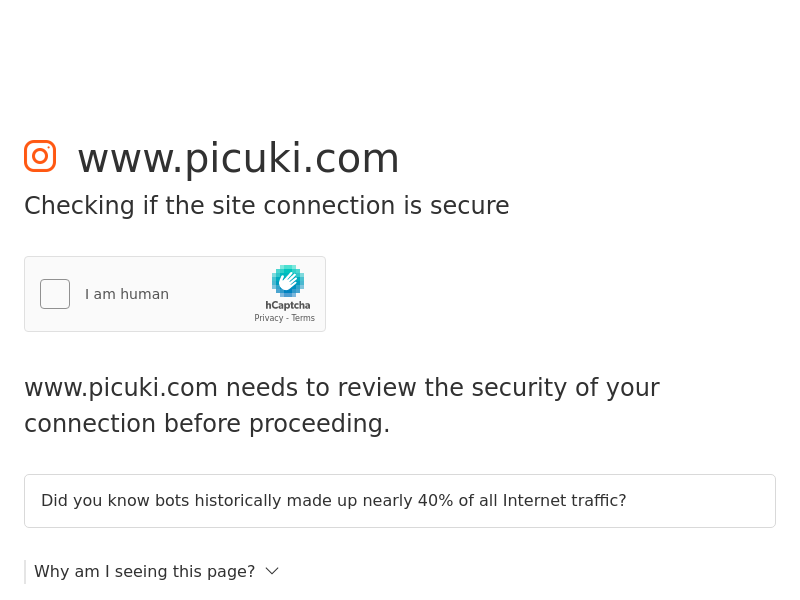 www.picuki.com
Checking if the site connection is secure
I am human
hCaptcha
Privacy - Terms
www.picuki.com needs to review the security of your
connection before proceeding.
Did you know bots historically made up nearly 40% of all Internet traffic?
Why am I seeing this page?